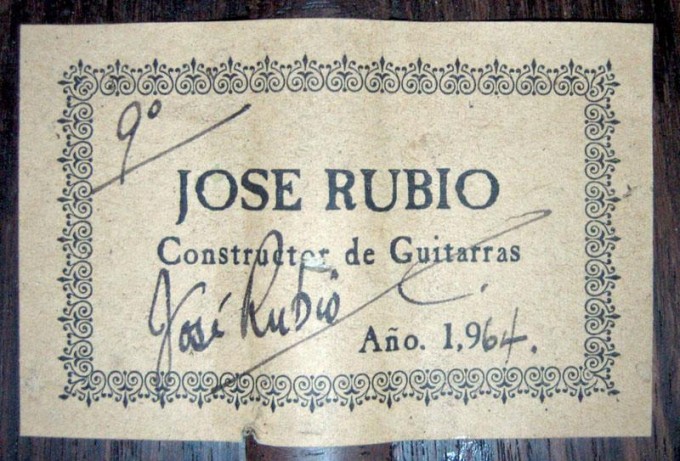 9º
JOSE RUBIO
Constructor de Guitarras
José Rubio
Año. 1,964.